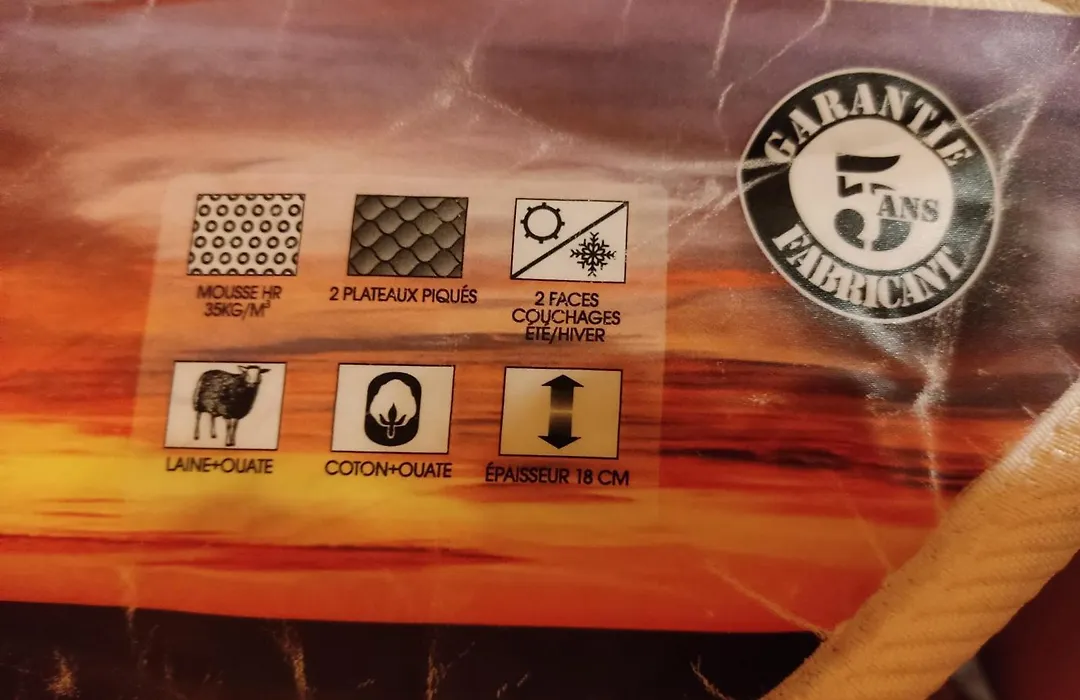 GARANTIE
5 ANS
FABRICANT
MOUSSE HR
35KG/M³
2 PLATEAUX PIQUÉS
2 FACES
COUCHAGES
ÉTÉ/HIVER
LAINE+OUATE
COTON+OUATE
ÉPAISSEUR 18 CM